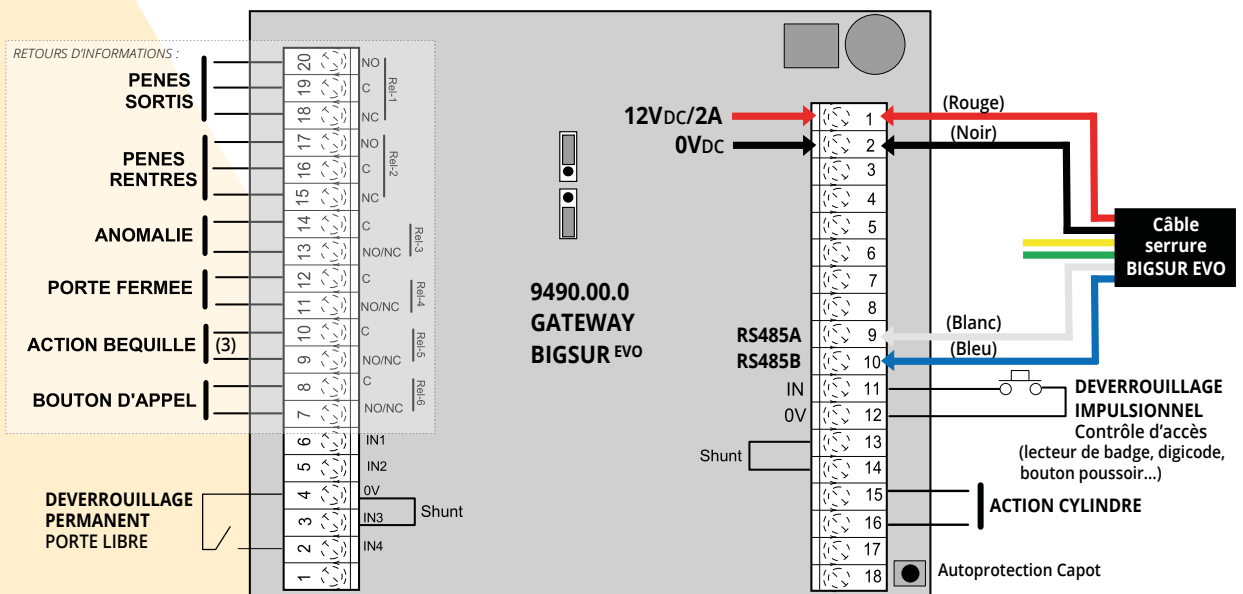 RETOURS D'INFORMATIONS :
PENES
SORTIS
PENES
RENTRES
ANOMALIE
PORTE FERMEE
ACTION BEQUILLE (3)
BOUTON D'APPEL
DEVERROUILLAGE
PERMANENT
PORTE LIBRE
20 NO
19 C
18 NC
Rel-1
17 NO
16 C
15 NC
Rel-2
14 C
13 NO/NC
Rel-3
12 C
11 NO/NC
Rel-4
10 C
9 NO/NC
Rel-5
8 C
7 NO/NC
Rel-6
6 IN1
5 IN2
4 0V
3 IN3
Shunt
2 IN4
1
9490.00.0
GATEWAY
BIGSUR EVO
12VDC/2A
0VDC
RS485A
RS485B
IN
0V
Shunt
1
2
3
4
5
6
7
8
9
10
11
12
13
14
15
16
17
18
(Rouge)
(Noir)
(Blanc)
(Bleu)
Câble
serrure
BIGSUR EVO
DEVERROUILLAGE
IMPULSIONNEL
Contrôle d’accès
(lecteur de badge, digicode,
bouton poussoir...)
ACTION CYLINDRE
Autoprotection Capot